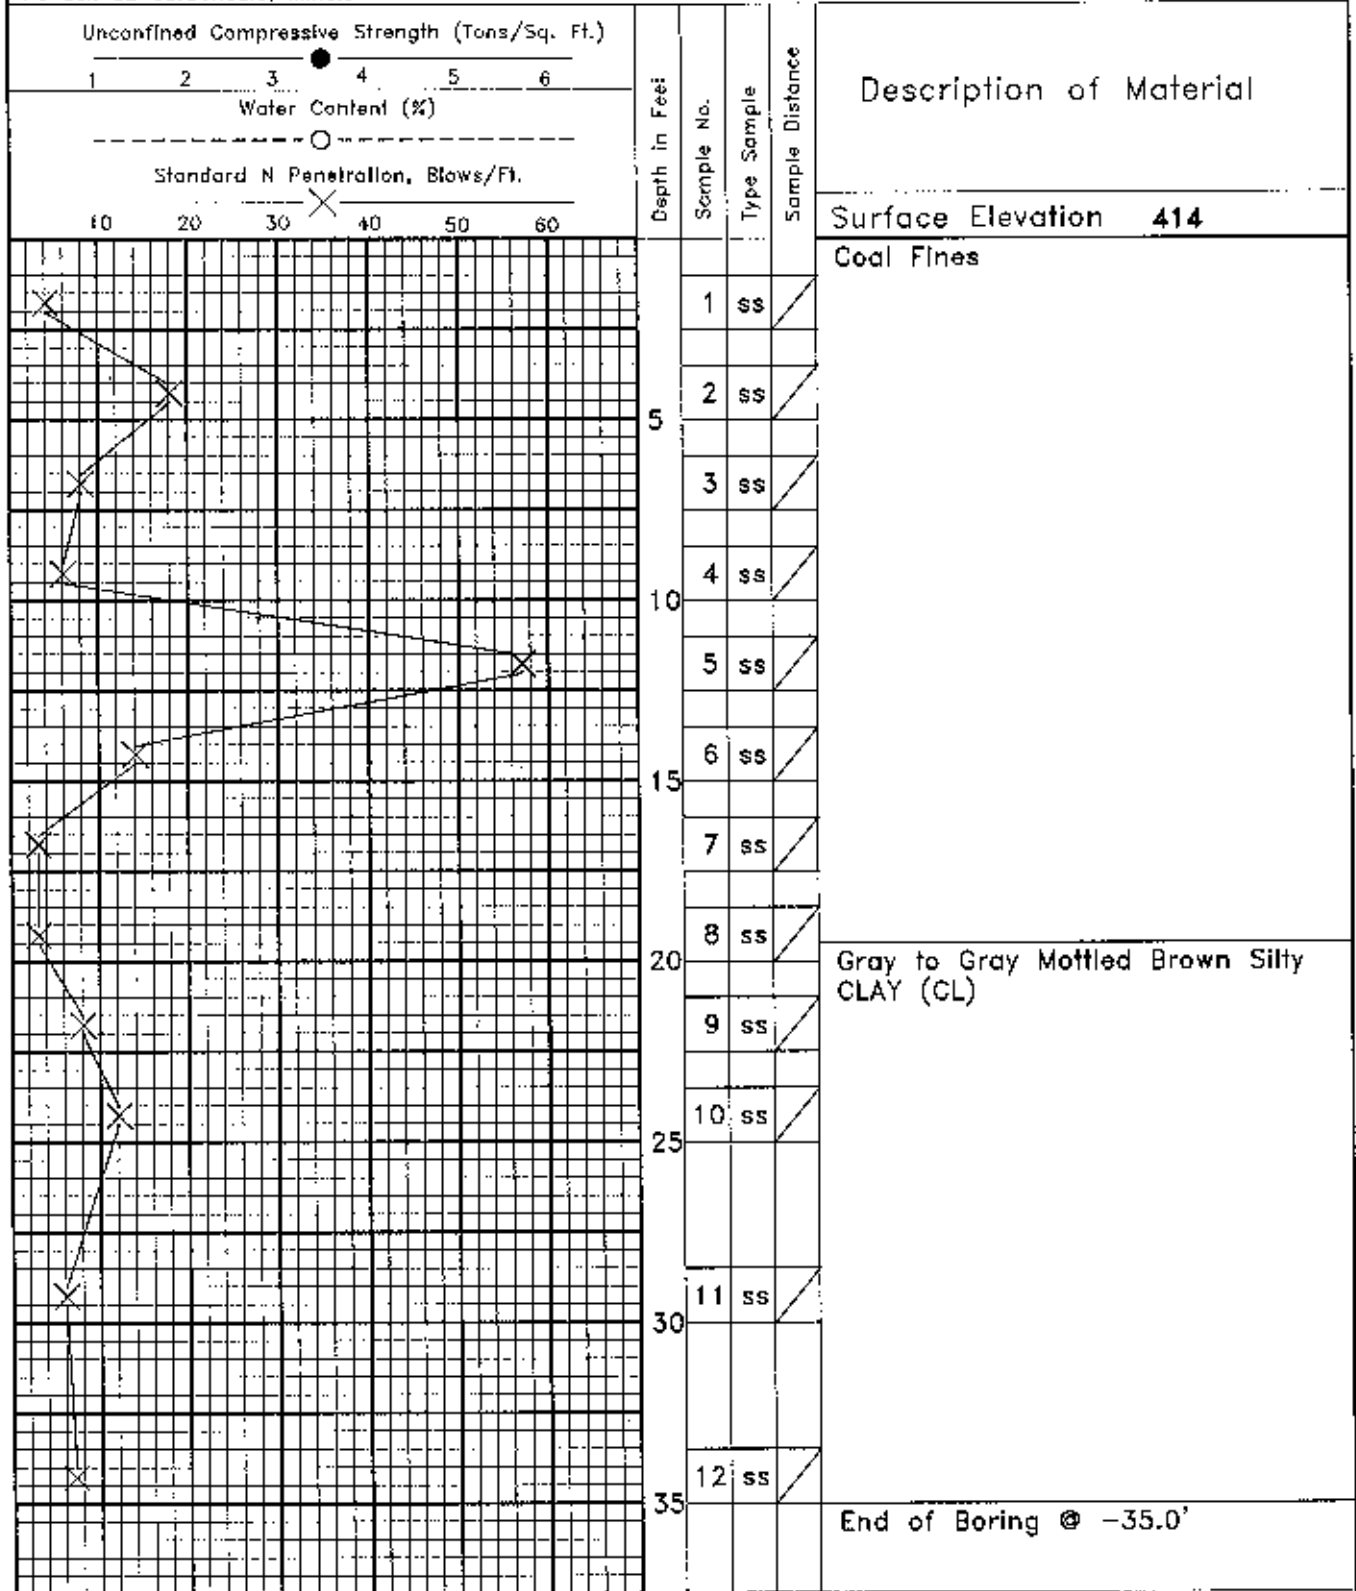 Unconfined Compressive Strength (Tons/Sq. Ft.)
1 2 3 4 5 6
Water Content (%)
Standard N Penetration, Blows/Ft.
10 20 30 40 50 60
Depth in Feet
Sample No.
Type Sample
Sample Distance
Description of Material
Surface Elevation 414
Coal Fines
1 ss
2 ss
5
3 ss
4 ss
10
5 ss
6 ss
15
7 ss
8 ss
20
Gray to Gray Mottled Brown Silty
CLAY (CL)
9 ss
10 ss
25
11 ss
30
12 ss
35
End of Boring @ -35.0'